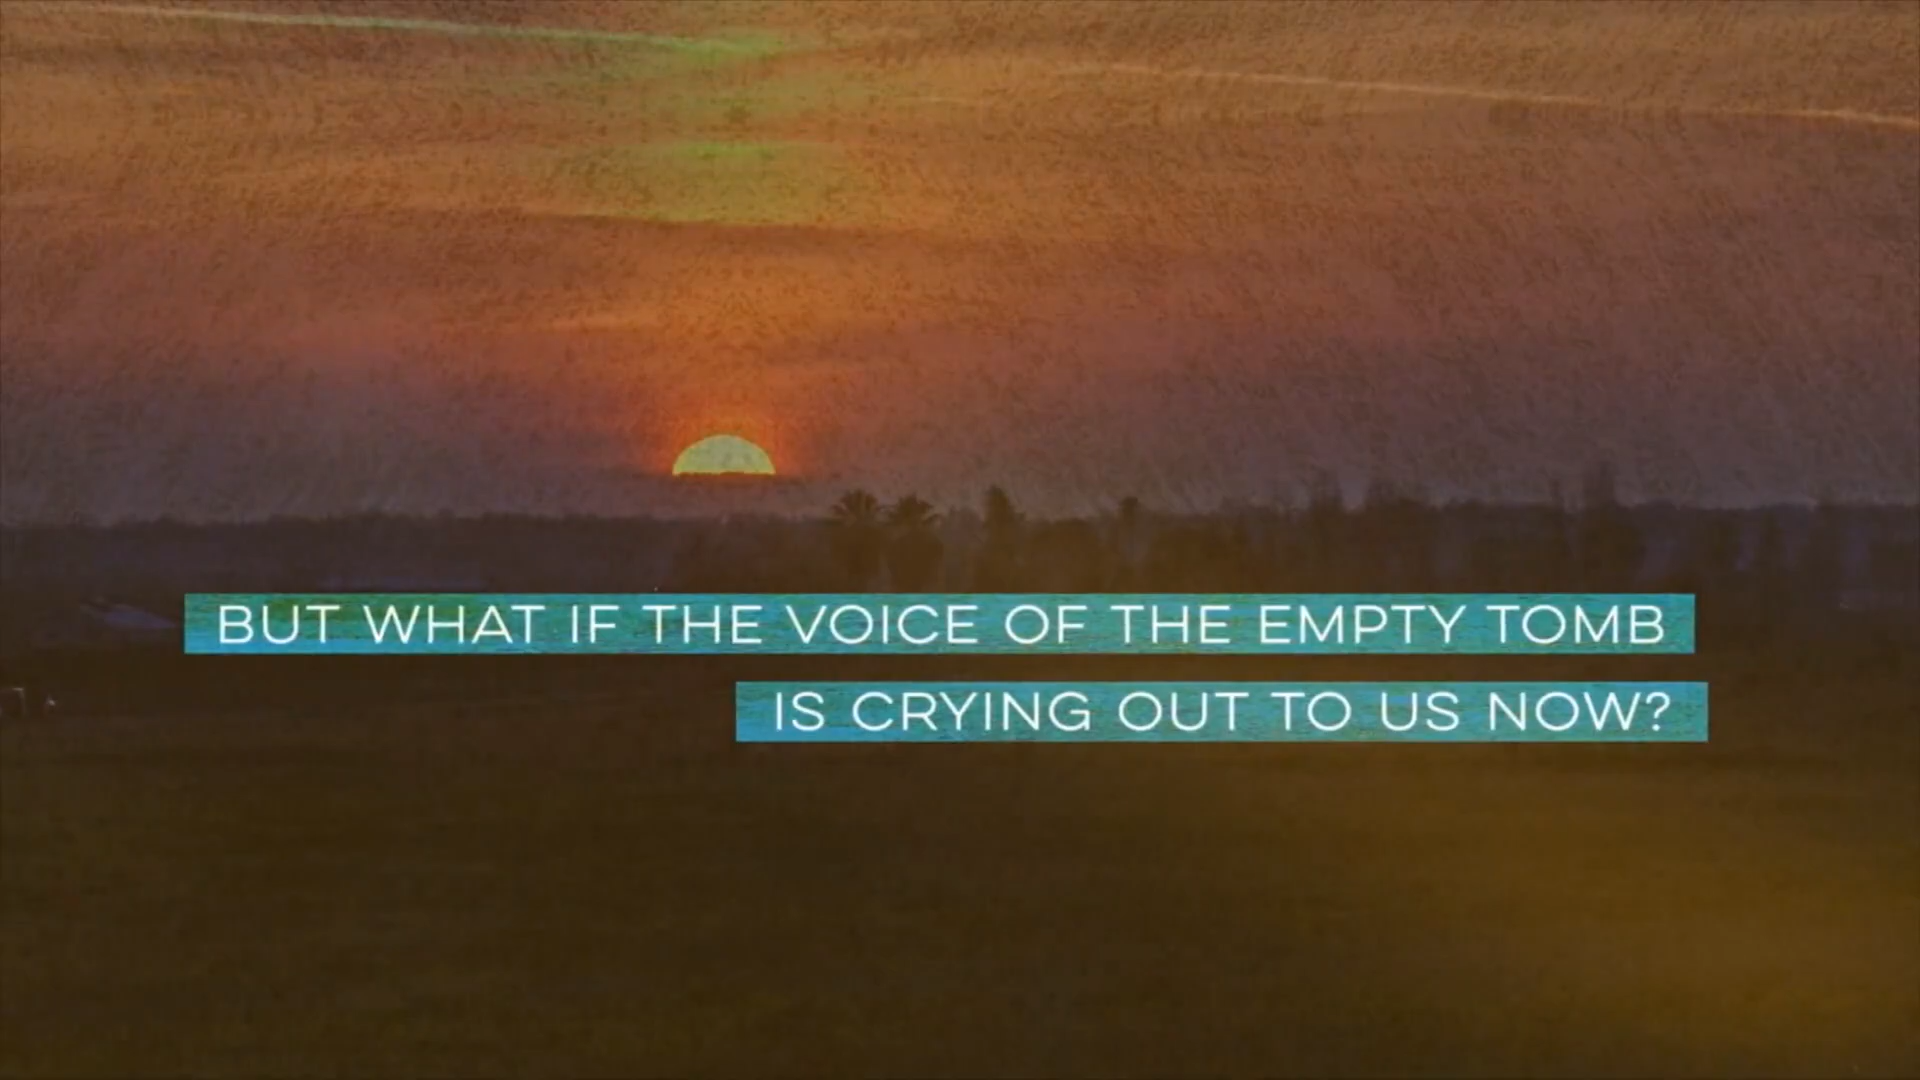 BUT WHAT IF THE VOICE OF THE EMPTY TOMB
IS CRYING OUT TO US NOW?